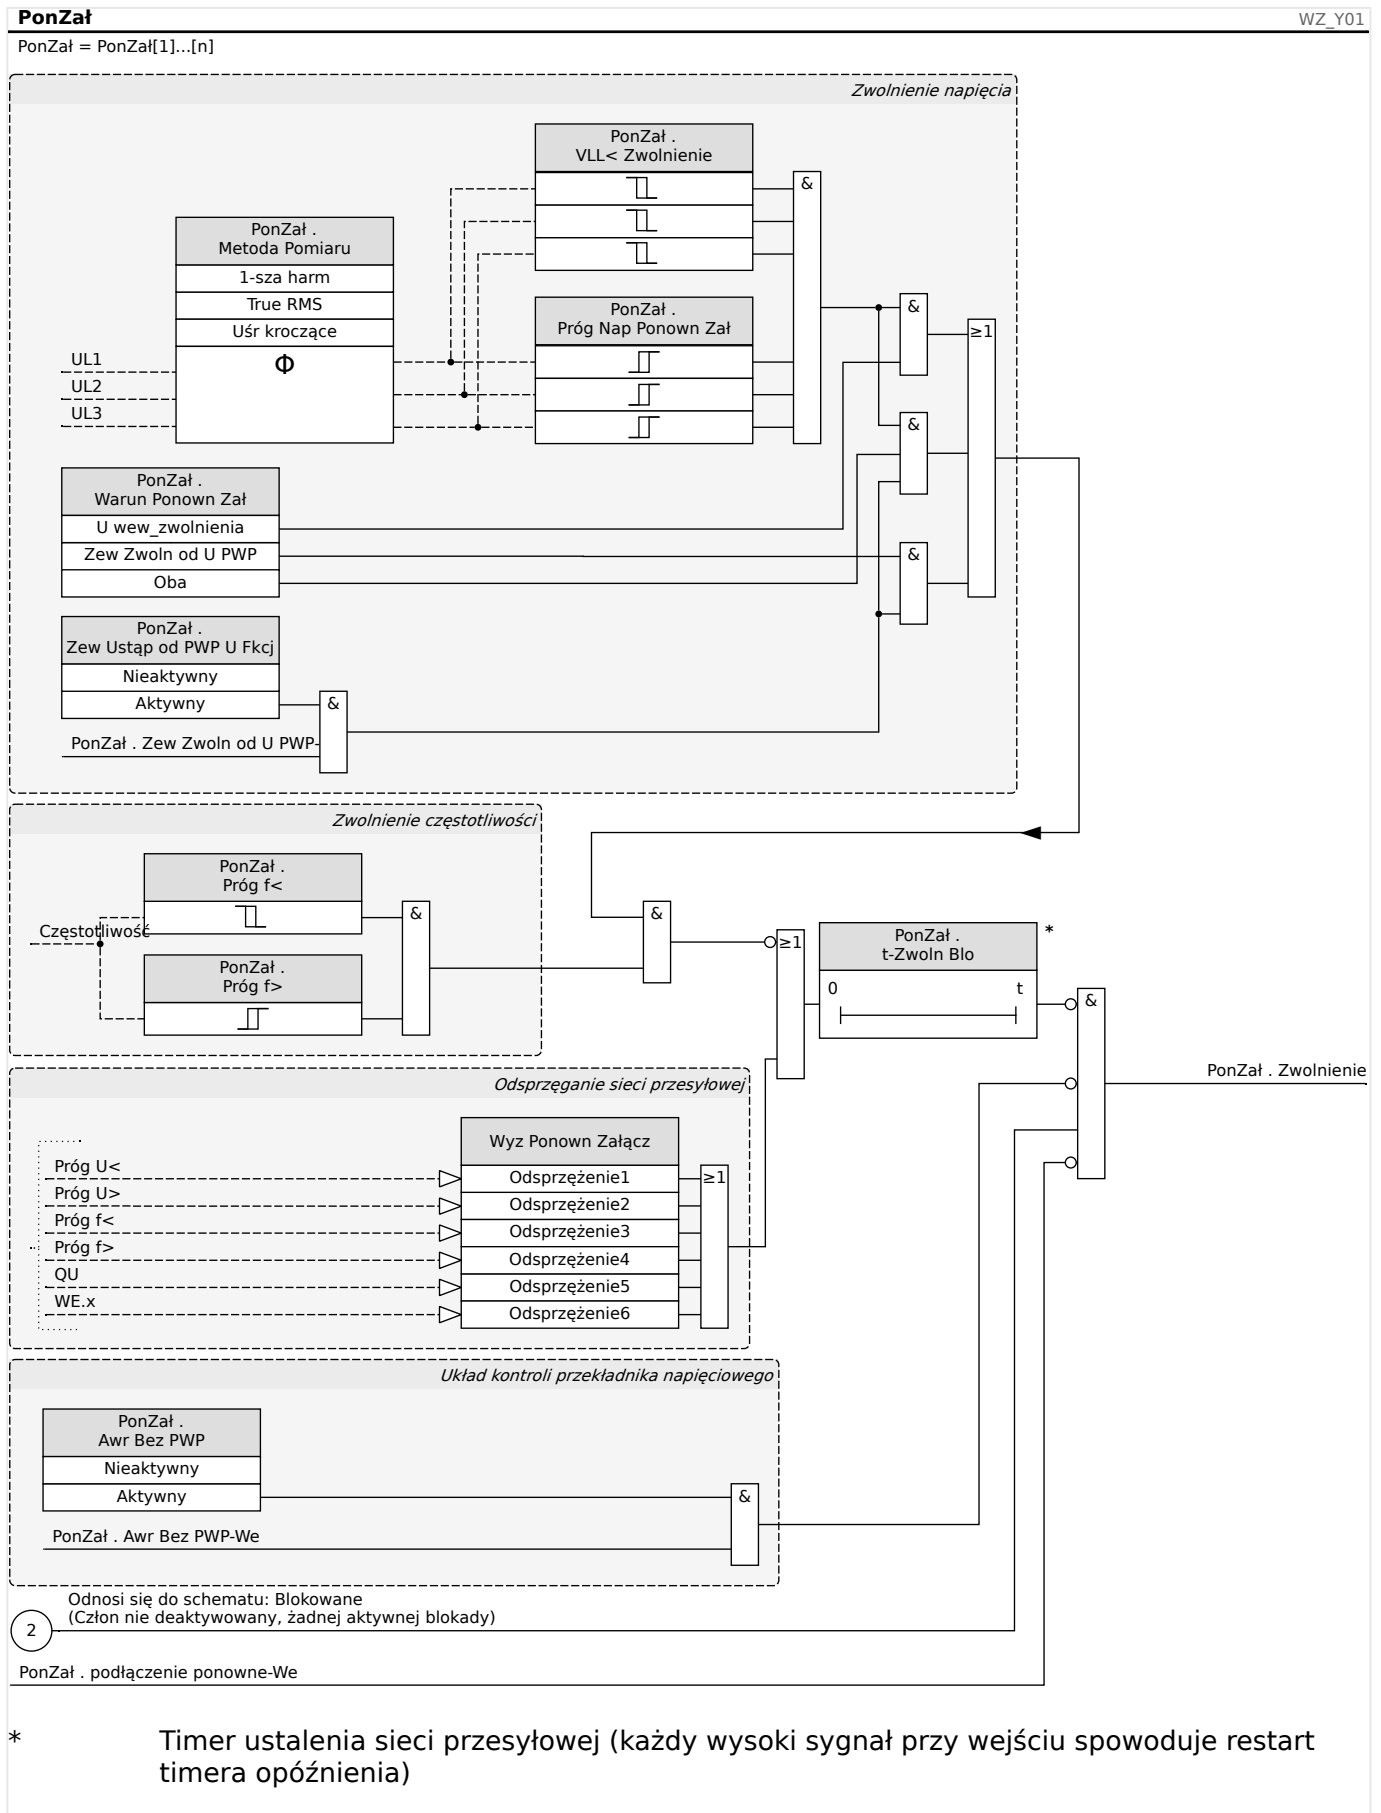 PonZał
WZ_Y01
PonZał = PonZał[1]...[n]
Zwolnienie napięcia
PonZał .
VLL< Zwolnienie
&
PonZał .
Metoda Pomiaru
1-sza harm
True RMS
Uśr kroczące
Φ
UL1
UL2
UL3
PonZał .
Próg Nap Ponown Zał
&
≥1
&
PonZał .
Warun Ponown Zał
U wew_zwolnienia
Zew Zwoln od U PWP
Oba
&
PonZał .
Zew Ustąp od PWP U Fkcj
Nieaktywny
Aktywny
&
PonZał . Zew Zwoln od U PWP-
Zwolnienie częstotliwości
PonZał .
Próg f<
&
Częstotliwość
PonZał .
Próg f>
&
≥1
PonZał .
t-Zwoln Blo
*
0
t
&
PonZał . Zwolnienie
Odsprzęganie sieci przesyłowej
Wyz Ponown Załącz
Próg U<
Odsprzężenie1
≥1
Próg U>
Odsprzężenie2
Próg f<
Odsprzężenie3
Próg f>
Odsprzężenie4
QU
Odsprzężenie5
WE.x
Odsprzężenie6
Układ kontroli przekładnika napięciowego
PonZał .
Awr Bez PWP
Nieaktywny
Aktywny
&
PonZał . Awr Bez PWP-We
Odnosi się do schematu: Blokowane
(Człon nie deaktywowany, żadnej aktywnej blokady)
2
PonZał . podłączenie ponowne-We
*
Timer ustalenia sieci przesyłowej (każdy wysoki sygnał przy wejściu spowoduje restart
timera opóźnienia)